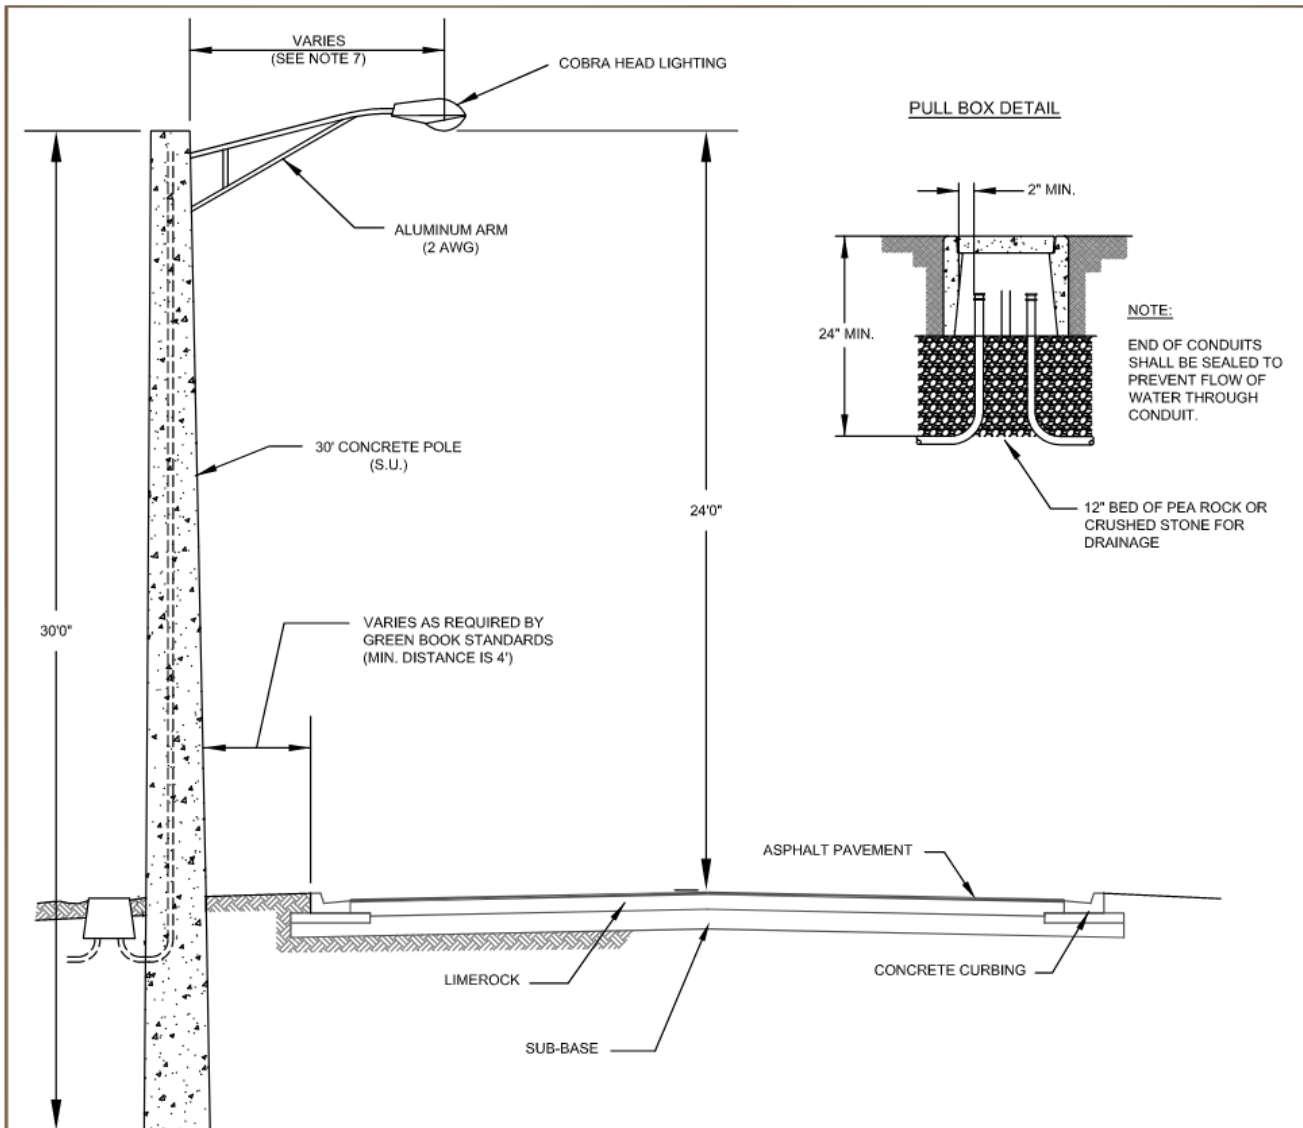 VARIES
(SEE NOTE 7)
COBRA HEAD LIGHTING
PULL BOX DETAIL
2" MIN.
ALUMINUM ARM
(2 AWG)
24" MIN.
NOTE:
END OF CONDUITS
SHALL BE SEALED TO
PREVENT FLOW OF
WATER THROUGH
CONDUIT.
30' CONCRETE POLE
(S.U.)
24'0"
12" BED OF PEA ROCK OR
CRUSHED STONE FOR
DRAINAGE
30'0"
VARIES AS REQUIRED BY
GREEN BOOK STANDARDS
(MIN. DISTANCE IS 4')
ASPHALT PAVEMENT
LIMEROCK
CONCRETE CURBING
SUB-BASE